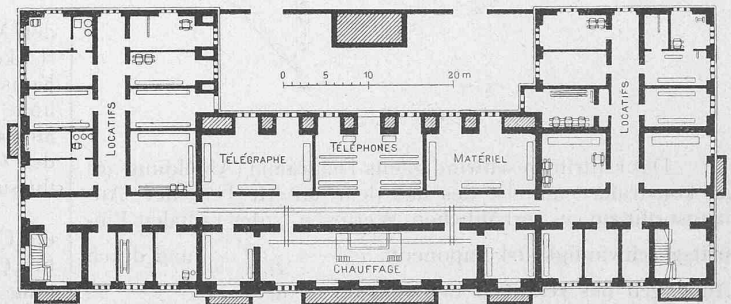 LOCATIFS
0 5 10 20 m
LOCATIFS
TÉLÉGRAPHE
TÉLÉPHONES
MATÉRIEL
CHAUFFAGE